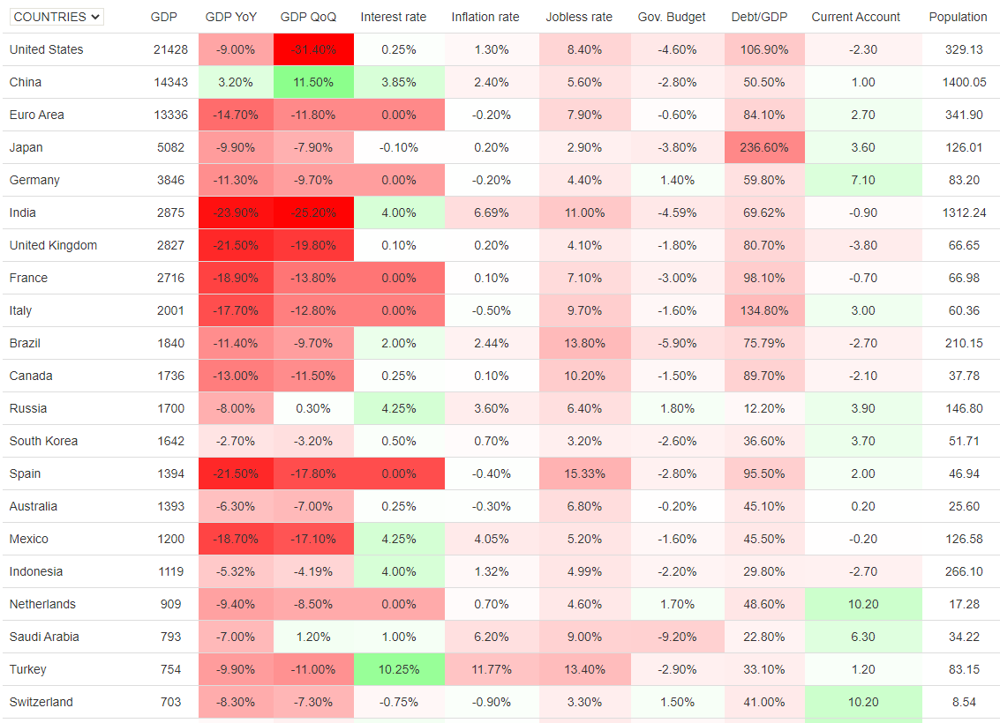 COUNTRIES GDP GDP YoY GDP QoQ Interest rate Inflation rate Jobless rate Gov. Budget Debt/GDP Current Account Population
United States 21428 -9.00% -31.40% 0.25% 1.30% 8.40% -4.60% 106.90% -2.30 329.13
China 14343 3.20% 11.50% 3.85% 2.40% 5.60% -2.80% 50.50% 1.00 1400.05
Euro Area 13336 -14.70% -11.80% 0.00% -0.20% 7.90% -0.60% 84.10% 2.70 341.90
Japan 5082 -9.90% -7.90% -0.10% 0.20% 2.90% -3.80% 236.60% 3.60 126.01
Germany 3846 -11.30% -9.70% 0.00% -0.20% 4.40% 1.40% 59.80% 7.10 83.20
India 2875 -23.90% -25.20% 4.00% 6.69% 11.00% -4.59% 69.62% -0.90 1312.24
United Kingdom 2827 -21.50% -19.80% 0.10% 0.20% 4.10% -1.80% 80.70% -3.80 66.65
France 2716 -18.90% -13.80% 0.00% 0.10% 7.10% -3.00% 98.10% -0.70 66.98
Italy 2001 -17.70% -12.80% 0.00% -0.50% 9.70% -1.60% 134.80% 3.00 60.36
Brazil 1840 -11.40% -9.70% 2.00% 2.44% 13.80% -5.90% 75.79% -2.70 210.15
Canada 1736 -13.00% -11.50% 0.25% 0.10% 10.20% -1.50% 89.70% -2.10 37.78
Russia 1700 -8.00% 0.30% 4.25% 3.60% 6.40% 1.80% 12.20% 3.90 146.80
South Korea 1642 -2.70% -3.20% 0.50% 0.70% 3.20% -2.60% 36.60% 3.70 51.71
Spain 1394 -21.50% -17.80% 0.00% -0.40% 15.33% -2.80% 95.50% 2.00 46.94
Australia 1393 -6.30% -7.00% 0.25% -0.30% 6.80% -0.20% 45.10% 0.20 25.60
Mexico 1200 -18.70% -17.10% 4.25% 4.05% 5.20% -1.60% 45.50% -0.20 126.58
Indonesia 1119 -5.32% -4.19% 4.00% 1.32% 4.99% -2.20% 29.80% -2.70 266.10
Netherlands 909 -9.40% -8.50% 0.00% 0.70% 4.60% 1.70% 48.60% 10.20 17.28
Saudi Arabia 793 -7.00% 1.20% 1.00% 6.20% 9.00% -9.20% 22.80% 6.30 34.22
Turkey 754 -9.90% -11.00% 10.25% 11.77% 13.40% -2.90% 33.10% 1.20 83.15
Switzerland 703 -8.30% -7.30% -0.75% -0.90% 3.30% 1.50% 41.00% 10.20 8.54